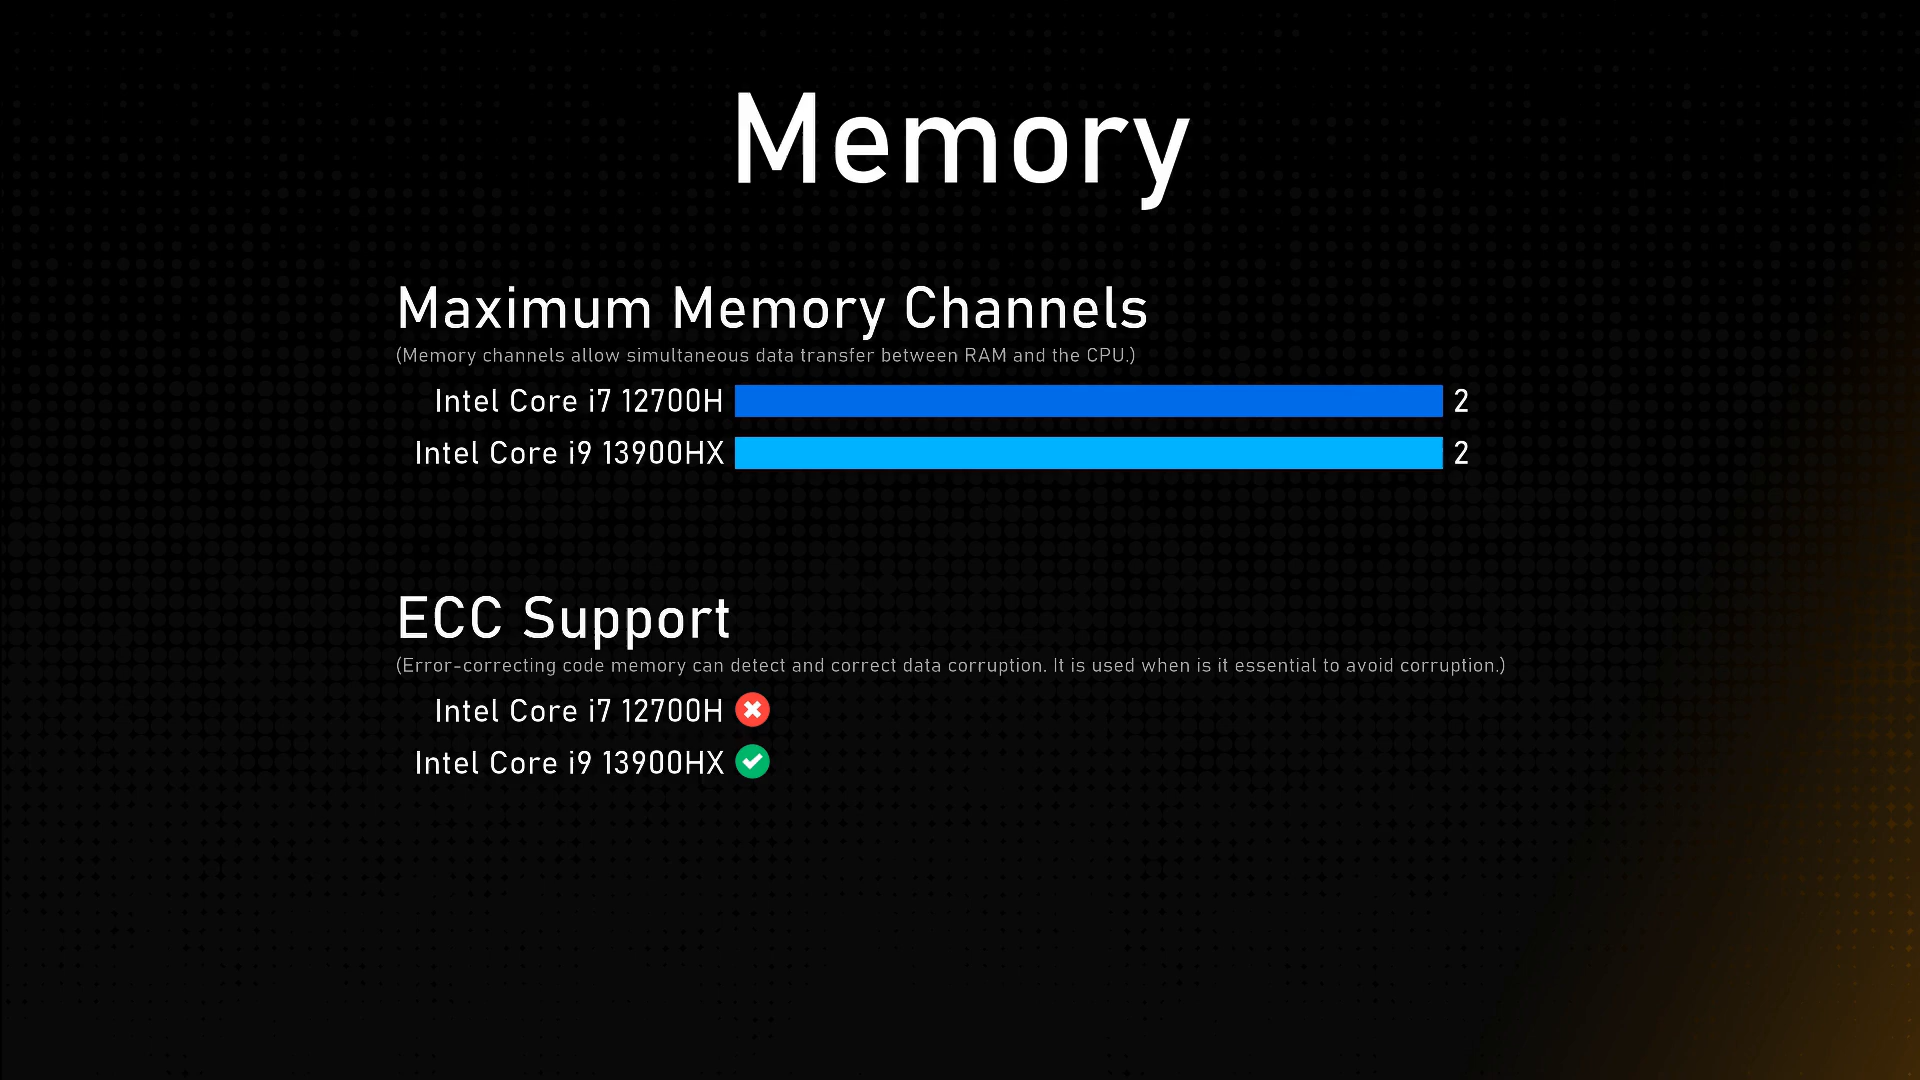 Memory
Maximum Memory Channels
(Memory channels allow simultaneous data transfer between RAM and the CPU.)
Intel Core i7 12700H 2
Intel Core i9 13900HX 2
ECC Support
(Error-correcting code memory can detect and correct data corruption. It is used when is it essential to avoid corruption.)
Intel Core i7 12700H
Intel Core i9 13900HX